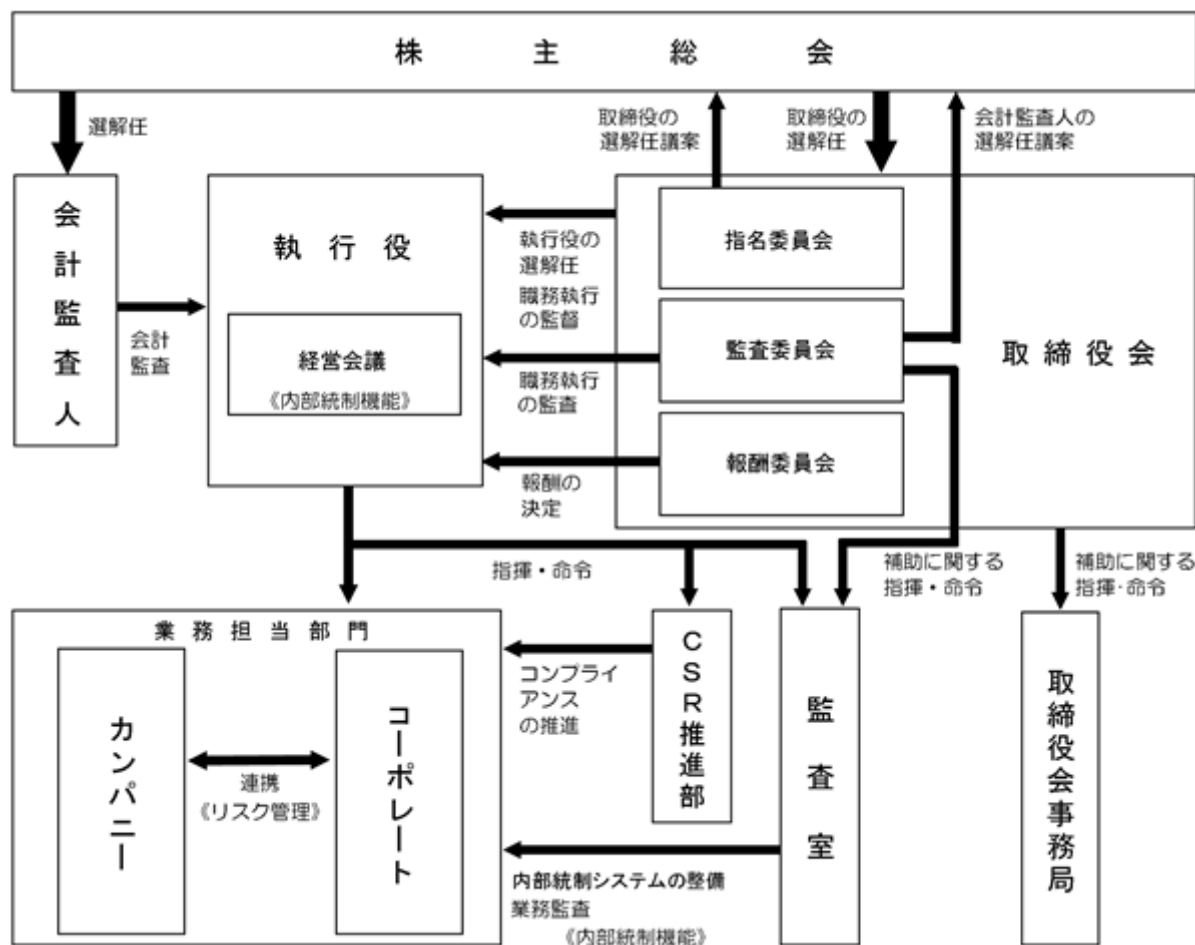 株主総会
選解任
取締役の
選解任議案
取締役の
選解任
会計監査人の
選解任議案
会計監査人
執行役
経営会議
《内部統制機能》
会計
監査
執行役の
選解任
職務執行
の監督
職務執行
の監査
報酬の
決定
指名委員会
監査委員会
報酬委員会
取締役会
指揮・命令
補助に関する
指揮・命令
補助に関する
指揮・命令
業務担当部門
カンパニー
連携
《リスク管理》
コーポレート
コンプライ
アンス
の推進
CSR推進部
監査室
取締役会事務局
内部統制システムの整備
業務監査
《内部統制機能》